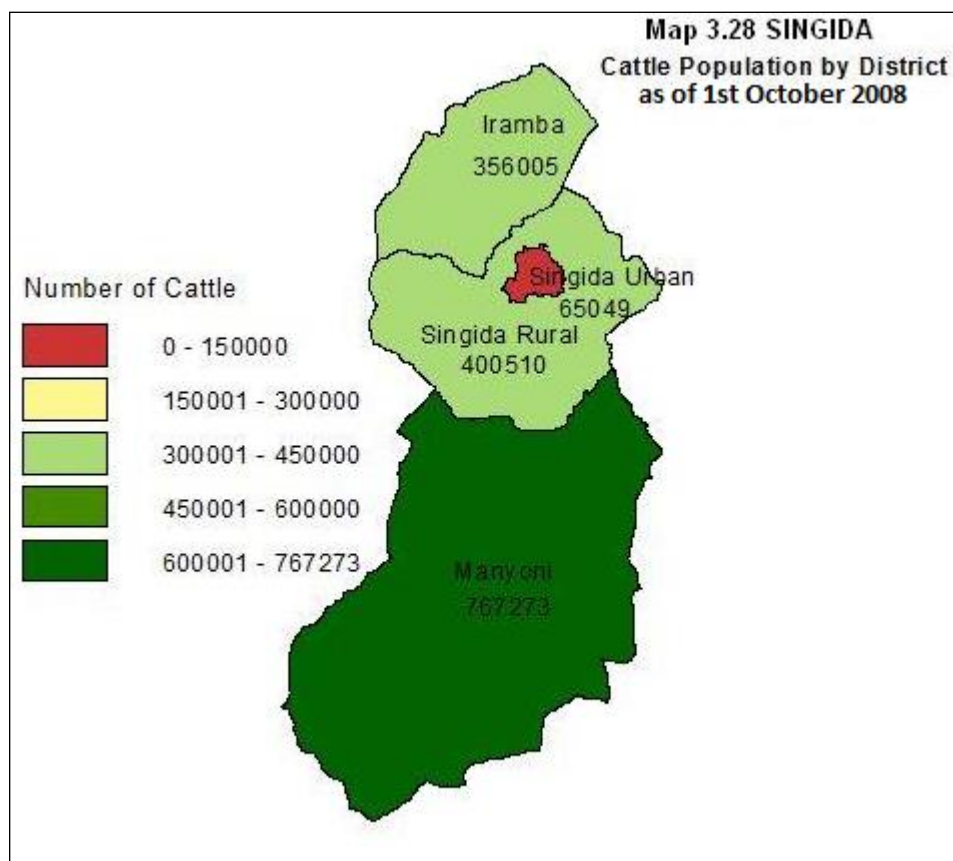 Map 3.28 SINGIDA
Cattle Population by District
as of 1st October 2008
Iramba
356005
Singida Urban
65049
Singida Rural
400510
Manyoni
767273
Number of Cattle
0 - 150000
150001 - 300000
300001 - 450000
450001 - 600000
600001 - 767273